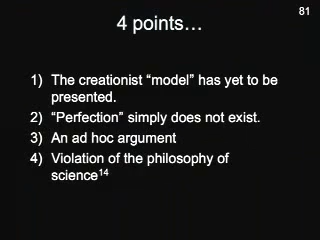 81
4 points…
1) The creationist “model” has yet to be
presented.
2) “Perfection” simply does not exist.
3) An ad hoc argument
4) Violation of the philosophy of
science14